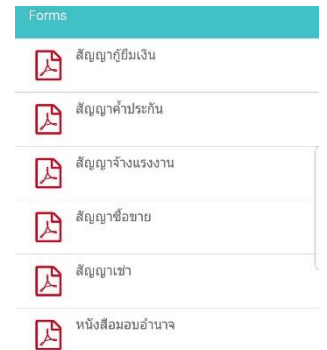 Forms
สัญญากู้ยืมเงิน
สัญญาค้ำประกัน
สัญญาจ้างแรงงาน
สัญญาซื้อขาย
สัญญาเช่า
หนังสือมอบอำนาจ